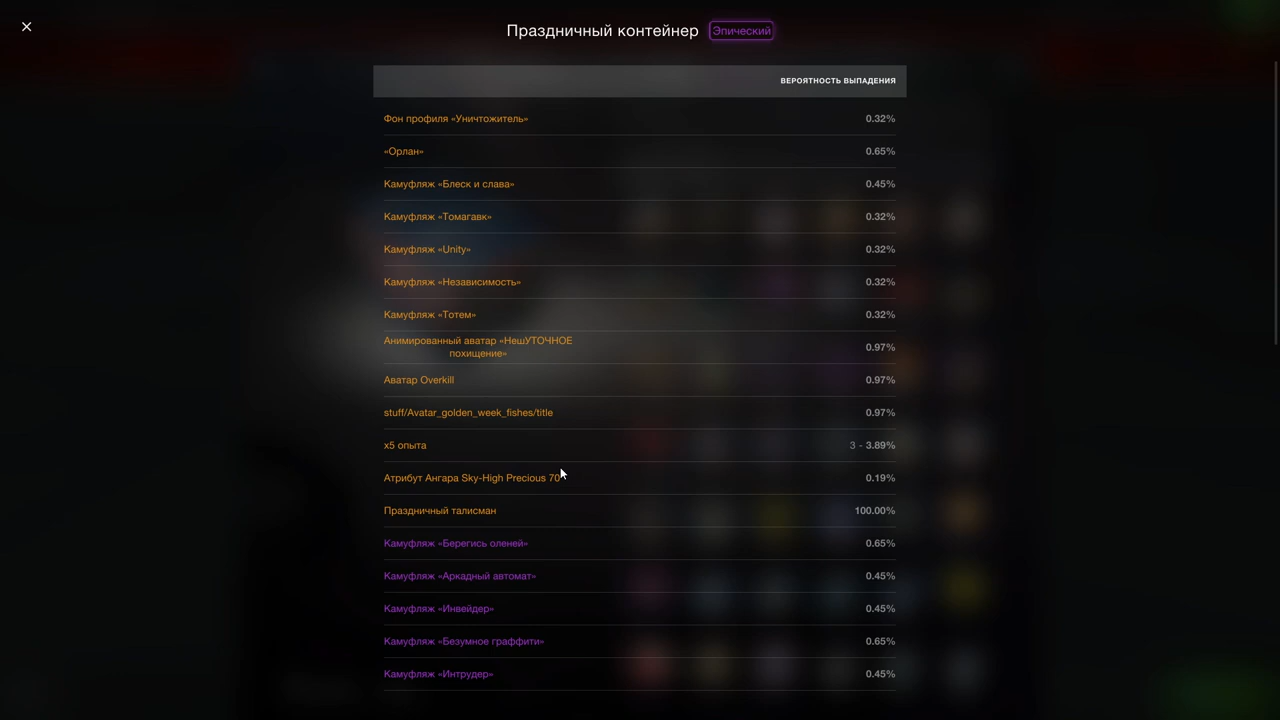 Праздничный контейнер Эпический
ВЕРОЯТНОСТЬ ВЫПАДЕНИЯ
Фон профиля «Уничтожитель» 0.32%
«Орлан» 0.65%
Камуфляж «Блеск и слава» 0.45%
Камуфляж «Томагавк» 0.32%
Камуфляж «Unity» 0.32%
Камуфляж «Независимость» 0.32%
Камуфляж «Тотем» 0.32%
Анимированный аватар «НешУТОЧНОЕ
похищение» 0.97%
Аватар Overkill 0.97%
stuff/Avatar_golden_week_fishes/title 0.97%
x5 опыта 3 - 3.89%
Атрибут Ангара Sky-High Precious 70 0.19%
Праздничный талисман 100.00%
Камуфляж «Берегись оленей» 0.65%
Камуфляж «Аркадный автомат» 0.45%
Камуфляж «Инвейдер» 0.45%
Камуфляж «Безумное граффити» 0.65%
Камуфляж «Интрудер» 0.45%